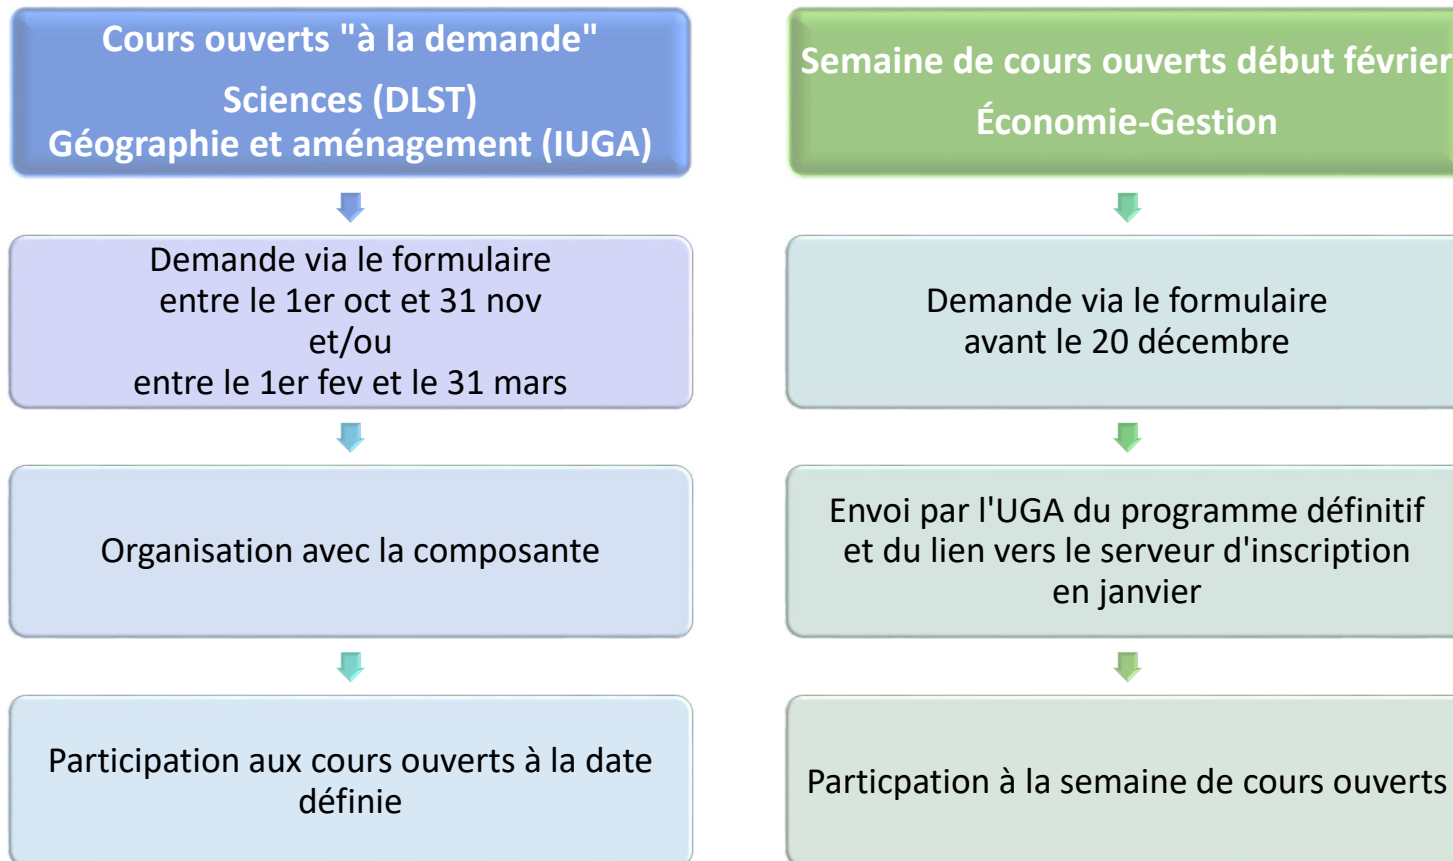 Cours ouverts "à la demande"
Sciences (DLST)
Géographie et aménagement (IUGA)
Demande via le formulaire
entre le 1er oct et 31 nov
et/ou
entre le 1er fev et le 31 mars
Organisation avec la composante
Participation aux cours ouverts à la date
définie
Semaine de cours ouverts début février
Économie-Gestion
Demande via le formulaire
avant le 20 décembre
Envoi par l'UGA du programme définitif
et du lien vers le serveur d'inscription
en janvier
Particpation à la semaine de cours ouverts